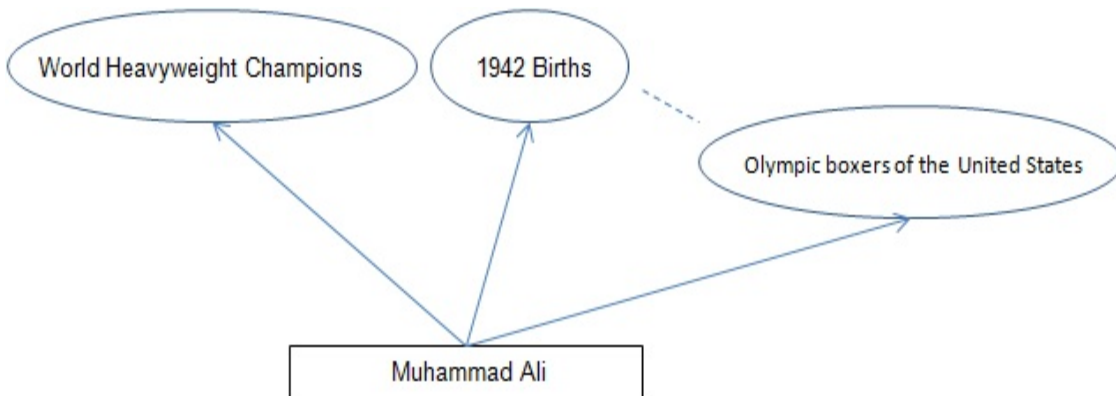 World Heavyweight Champions
1942 Births
Olympic boxers of the United States
Muhammad Ali